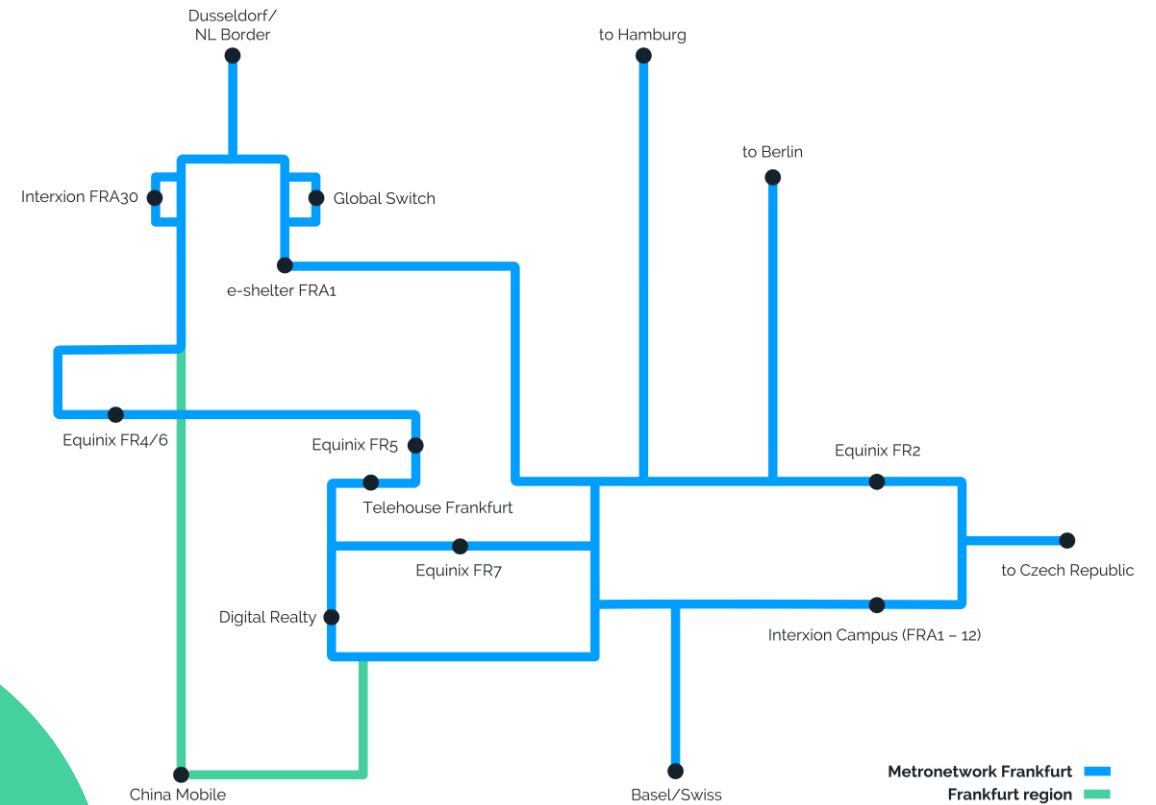 Dusseldorf/
NL Border
to Hamburg
to Berlin
Interxion FRA30
Global Switch
e-shelter FRA1
Equinix FR4/6
Equinix FR5
Equinix FR2
Telehouse Frankfurt
Equinix FR7
to Czech Republic
Digital Realty
Interxion Campus (FRA1 – 12)
Metronetwork Frankfurt
China Mobile
Basel/Swiss
Frankfurt region